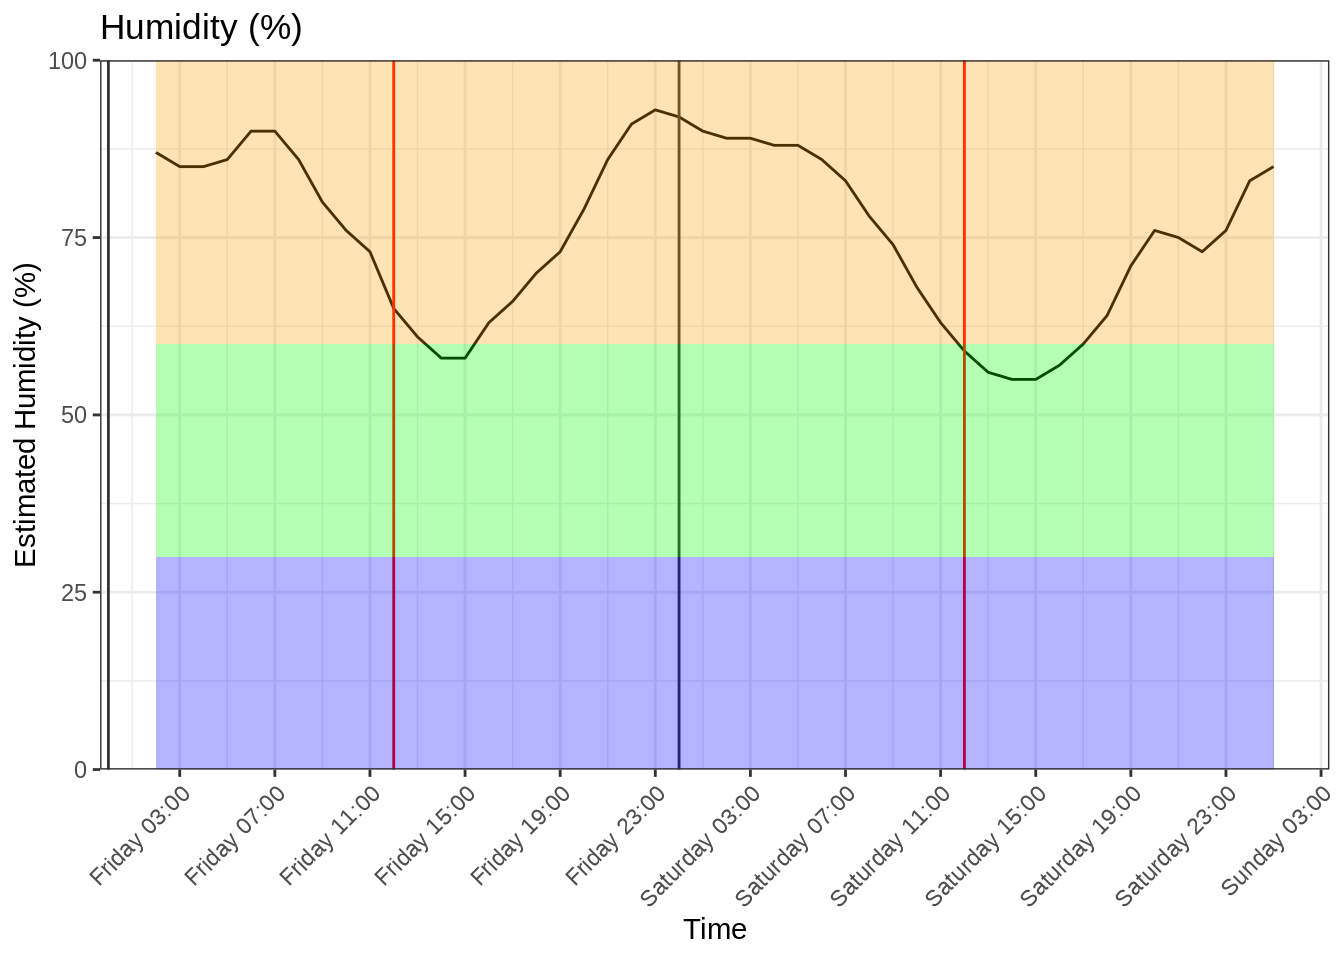 Humidity (%)
Estimated Humidity (%)
100
75
50
25
0
Friday 03:00
Friday 07:00
Friday 11:00
Friday 15:00
Friday 19:00
Friday 23:00
Saturday 03:00
Saturday 07:00
Saturday 11:00
Saturday 15:00
Saturday 19:00
Saturday 23:00
Sunday 03:00
Time